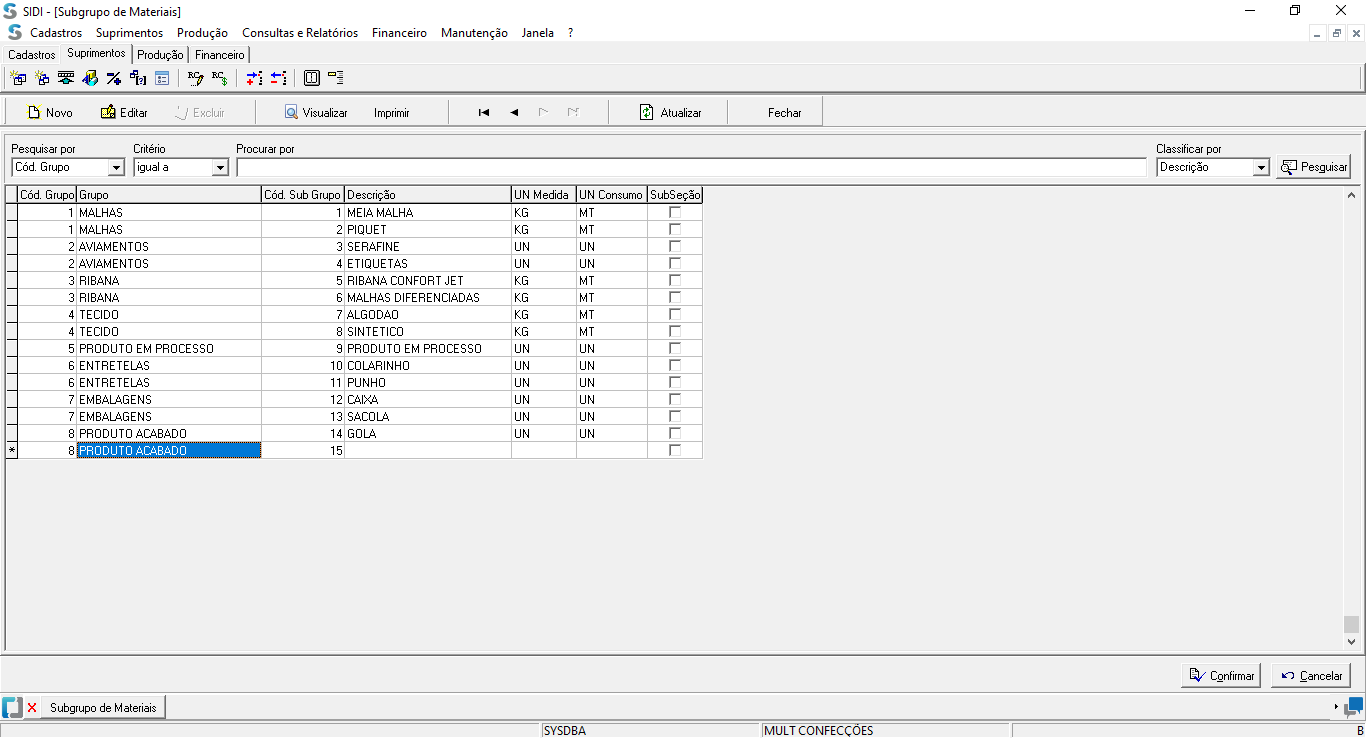 SIDI - [Subgrupo de Materiais]
Cadastros Suprimentos Produção Consultas e Relatórios Financeiro Manutenção Janela ?
Cadastros Suprimentos Produção Financeiro
Novo Editar Excluir Visualizar Imprimir Atualizar Fechar
Pesquisar por Critério Procurar por Classificar por
Cód. Grupo igual a Descrição Pesquisar
Cód. Grupo Grupo Cód. Sub Grupo Descrição UN Medida UN Consumo SubSeção
1 MALHAS 1 MEIA MALHA KG MT
1 MALHAS 2 PIQUET KG MT
2 AVIAMENTOS 3 SERAFINE UN UN
2 AVIAMENTOS 4 ETIQUETAS UN UN
3 RIBANA 5 RIBANA CONFORT JET KG MT
3 RIBANA 6 MALHAS DIFERENCIADAS KG MT
4 TECIDO 7 ALGODAO KG MT
4 TECIDO 8 SINTETICO KG MT
5 PRODUTO EM PROCESSO 9 PRODUTO EM PROCESSO UN UN
6 ENTRETELAS 10 COLARINHO UN UN
6 ENTRETELAS 11 PUNHO UN UN
7 EMBALAGENS 12 CAIXA UN UN
7 EMBALAGENS 13 SACOLA UN UN
8 PRODUTO ACABADO 14 GOLA UN UN
* 8 PRODUTO ACABADO 15
Confirmar Cancelar
Subgrupo de Materiais
SYSDBA MULT CONFECÇÕES B